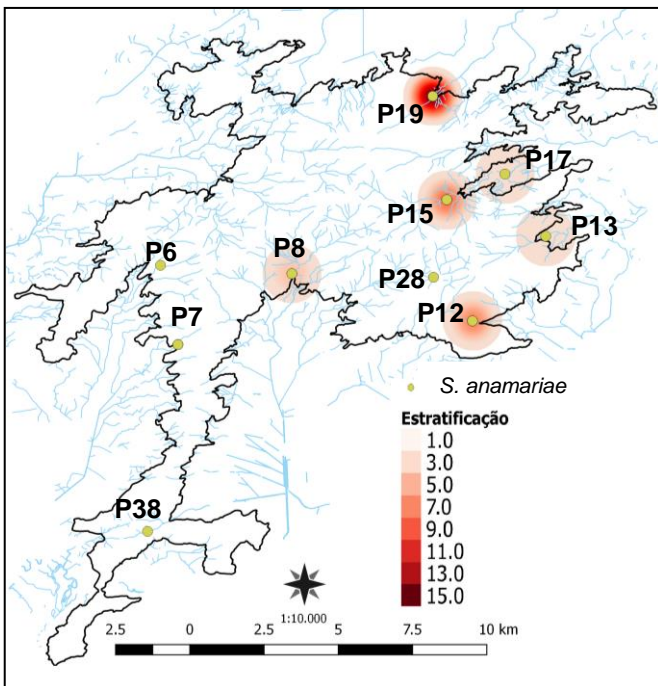 P19
P17
P15
P13
P6
P8
P28
P7
P12
S. anamariae
Estratificação
1.0
3.0
5.0
7.0
9.0
11.0
13.0
15.0
P38
1:10.000
2.5 0 2.5 5 7.5 10 km